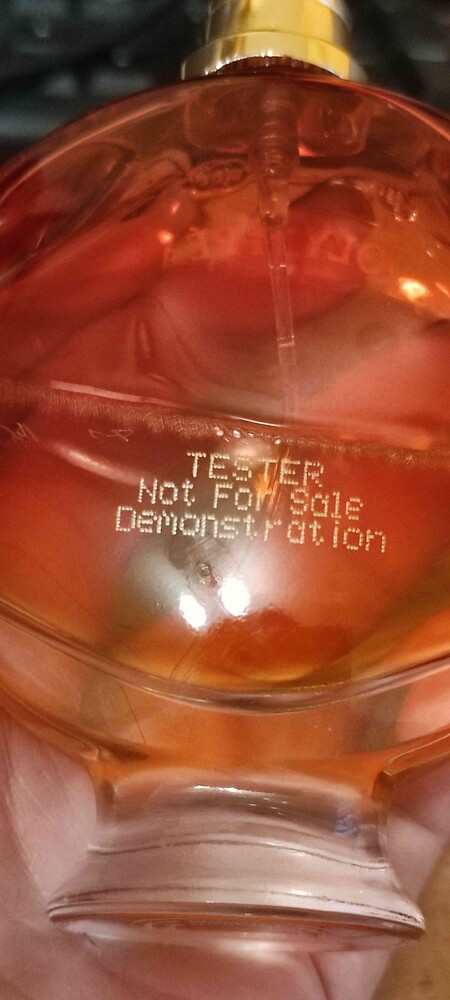 TESTER
Not For Sale
Demonstration